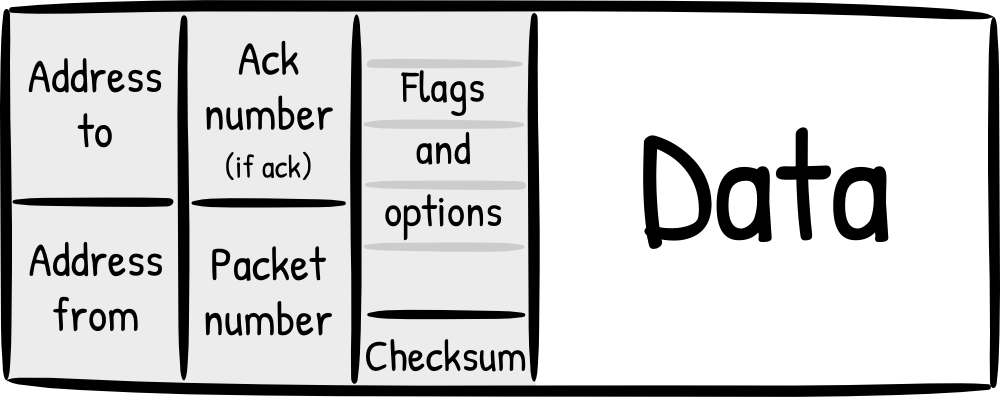 Address
to
Address
from
Ack
number
(if ack)
Packet
number
Flags
and
options
Checksum
Data